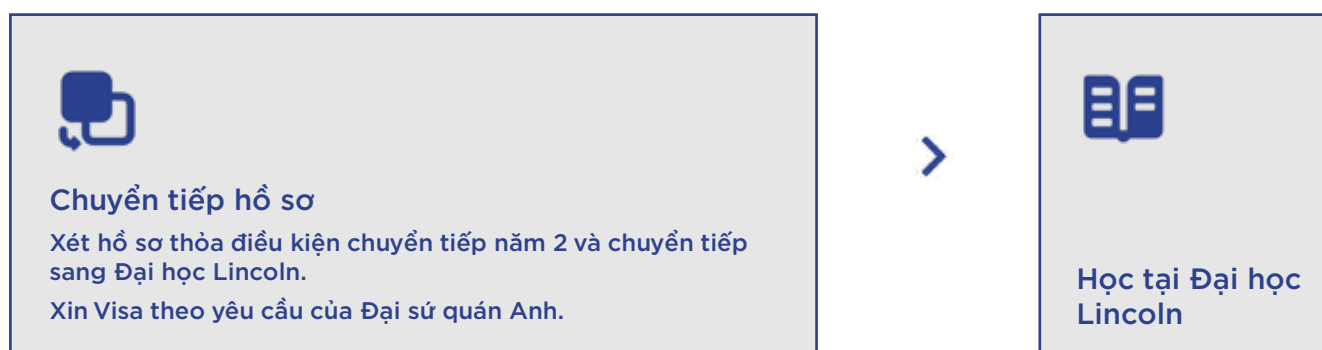 Chuyển tiếp hồ sơ
Xét hồ sơ thỏa điều kiện chuyển tiếp năm 2 và chuyển tiếp
sang Đại học Lincoln.
Xin Visa theo yêu cầu của Đại sứ quán Anh.
Học tại Đại học
Lincoln